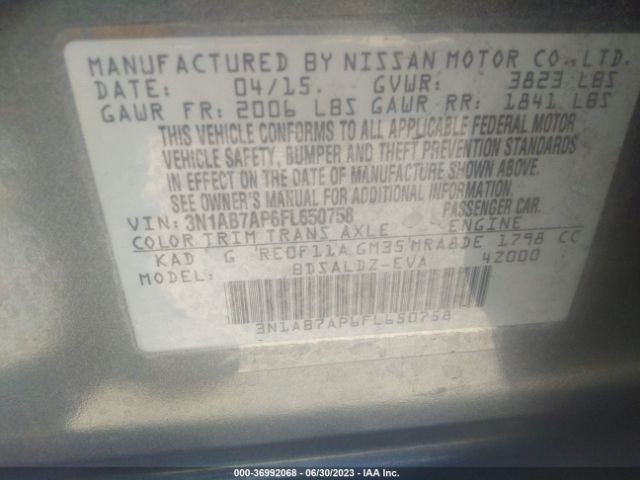 MANUFACTURED BY NISSAN MOTOR CO., LTD.
DATE: 04/15. GVWR: 3823 LBS
GAWR FR: 2006 LBS GAWR RR: 1841 LBS
THIS VEHICLE CONFORMS TO ALL APPLICABLE FEDERAL MOTOR
VEHICLE SAFETY, BUMPER AND THEFT PREVENTION STANDARDS
IN EFFECT ON THE DATE OF MANUFACTURE SHOWN ABOVE.
SEE OWNER'S MANUAL FOR ADDITIONAL INFORMATION
VIN: 3N1AB7AP6FL650758 PASSENGER CAR.
COLOR TRIM TRANS AXLE ENGINE
KAD G RE0F11A GM35 MRA8DE 1798 CC
MODEL: BDSALDZ-EVA 4Z000
3N1AB7AP6FL650758
000-36992068 - 06/30/2023 - IAA Inc.